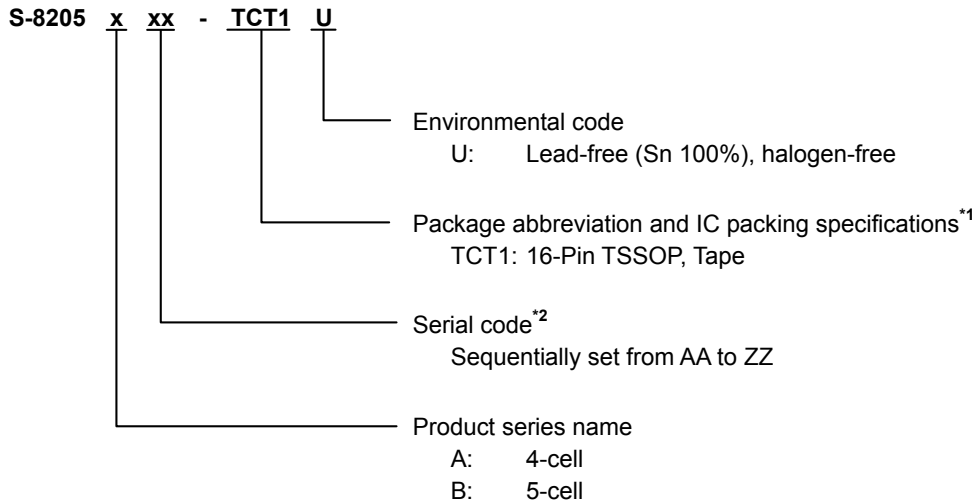 S-8205 x xx - TCT1 U
Environmental code
U: Lead-free (Sn 100%), halogen-free
Package abbreviation and IC packing specifications*1
TCT1: 16-Pin TSSOP, Tape
Serial code*2
Sequentially set from AA to ZZ
Product series name
A: 4-cell
B: 5-cell